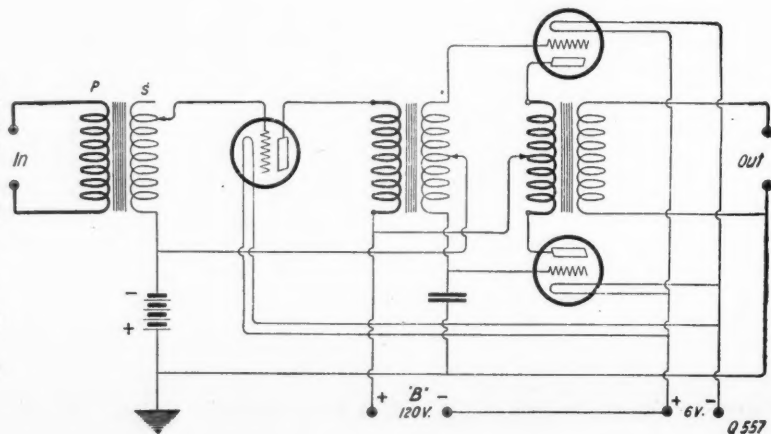 P
S
In
Out
-
+
+
"B"
-
120V.
+
6V.
-
Q 557